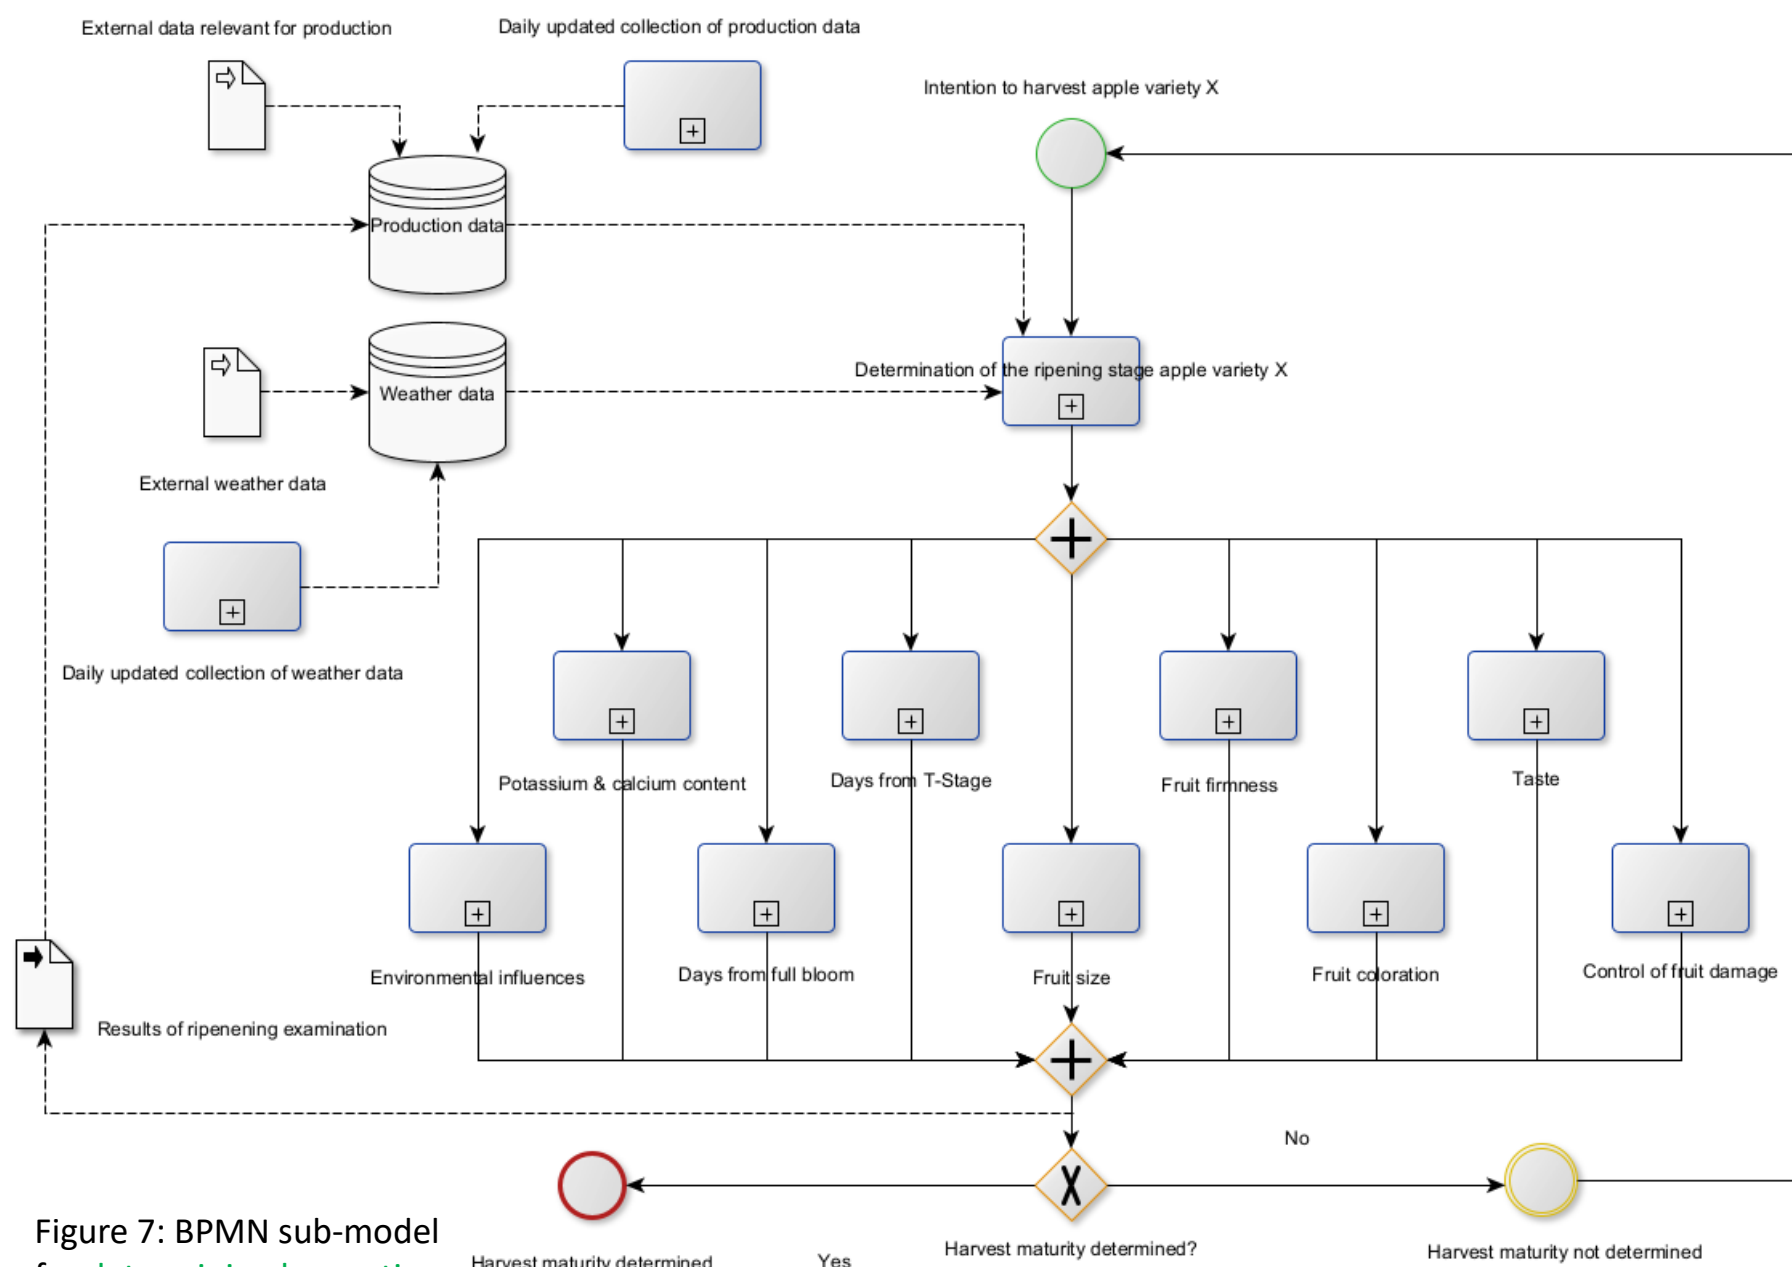 External data relevant for production
Daily updated collection of production data
Intention to harvest apple variety X
Production data
Determination of the ripening stage apple variety X
Weather data
External weather data
Daily updated collection of weather data
Potassium & calcium content
Days from T-Stage
Fruit firmness
Taste
Environmental influences
Days from full bloom
Fruit size
Fruit coloration
Control of fruit damage
Results of ripenening examination
No
Figure 7: BPMN sub-model
Harvest maturity determined
Yes
Harvest maturity determined?
Harvest maturity not determined